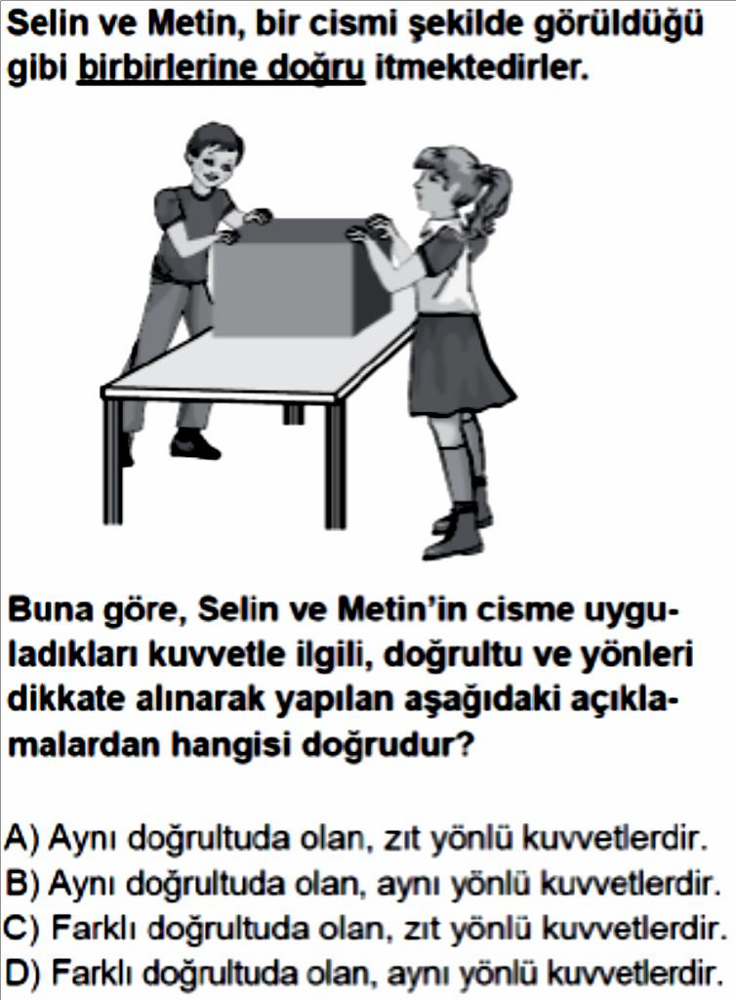 Selin ve Metin, bir cismi şekilde görüldüğü
gibi birbirlerine doğru itmektedirler.
Buna göre, Selin ve Metin'in cisme uygu-
ladıkları kuvvetle ilgili, doğrultu ve yönleri
dikkate alınarak yapılan aşağıdaki açıkla-
malardan hangisi doğrudur?
A) Aynı doğrultuda olan, zıt yönlü kuvvetlerdir.
B) Aynı doğrultuda olan, aynı yönlü kuvvetlerdir.
C) Farklı doğrultuda olan, zıt yönlü kuvvetlerdir.
D) Farklı doğrultuda olan, aynı yönlü kuvvetlerdir.